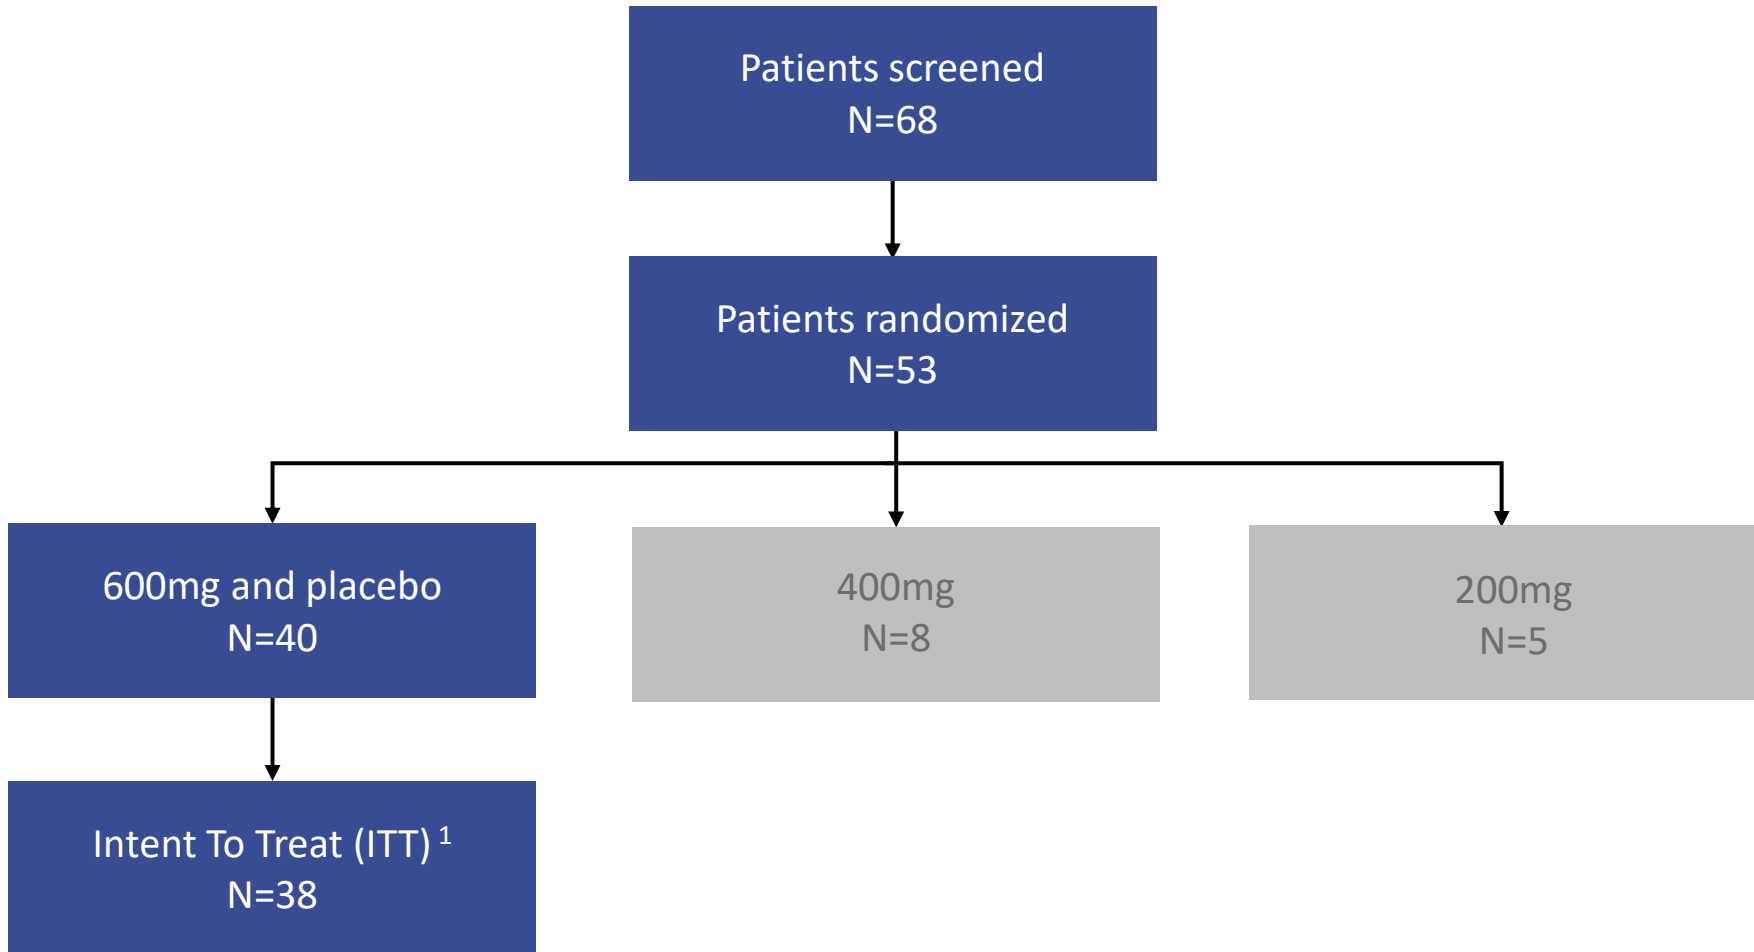 Patients screened
N=68
Patients randomized
N=53
600mg and placebo
N=40
400mg
N=8
200mg
N=5
Intent To Treat (ITT) 1
N=38